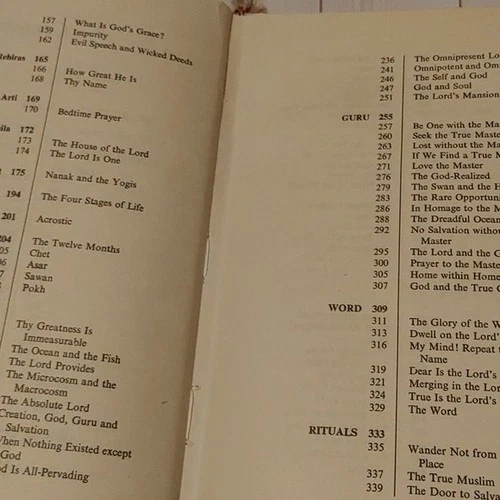 157 What Is God's Grace?
159 Impurity
162 Evil Speech and Wicked Deeds
165
166 How Great He Is
168 Thy Name
Arti 169
170 Bedtime Prayer
172
173 The House of the Lord
174 The Lord Is One
175 Nanak and the Yogis
194 The Four Stages of Life
201 Acrostic
204 The Twelve Months
Chet
Asar
Sawan
Pokh
Thy Greatness Is
Immeasurable
The Ocean and the Fish
The Lord Provides
The Microcosm and the
Macrocosm
The Absolute Lord
Creation, God, Guru and
Salvation
When Nothing Existed except
God
God Is All-Pervading
236 The Omnipresent
241 Omnipotent and
246 The Self and God
247 God and Soul
251 The Lord's Mansion
GURU 255
257 Be One with the
260 Seek the True Master
263 Lost without the
267 If We Find a True
271 Love the Master
276 The God-Realized
279 The Swan and the
283 The Rare
286 In Homage to the
288 The Dreadful Ocean
292 No Salvation without
Master
295 The Lord and the
300 Prayer to the
305 Home within Home
307 God and the True
WORD 309
311 The Glory of the
313 Dwell on the Lord's
316 My Mind! Repeat
Name
319 Dear Is the Lord's
321 Merging in the
324 True Is the Lord's
329 The Word
RITUALS 333
335 Wander Not from
Place
337 The True Muslim
339 The Door to